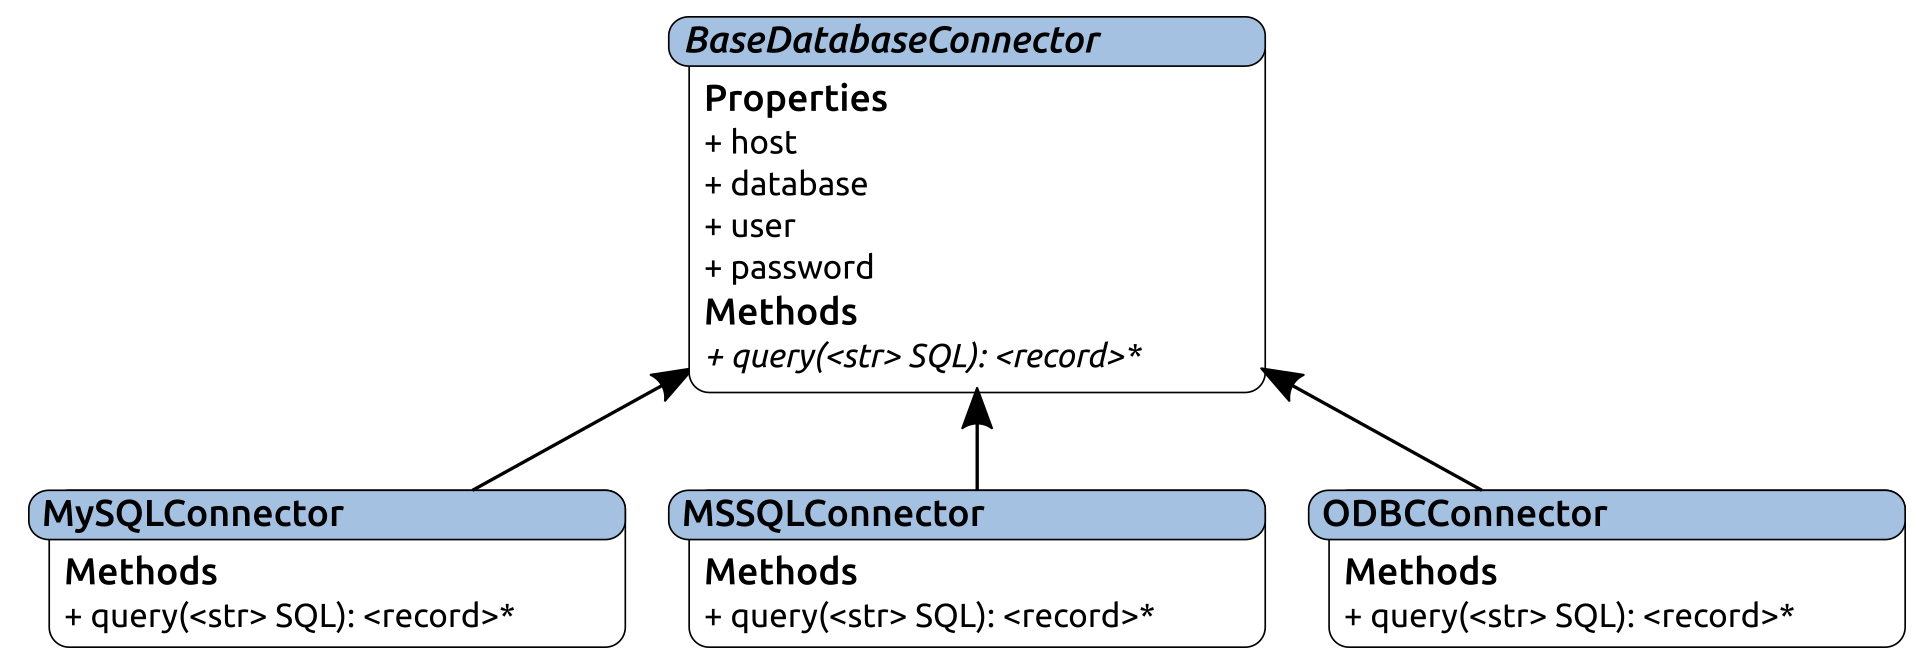 BaseDatabaseConnector
Properties
+ host
+ database
+ user
+ password
Methods
+ query(<str> SQL): <record>*
MySQLConnector
Methods
+ query(<str> SQL): <record>*
MSSQLConnector
Methods
+ query(<str> SQL): <record>*
ODBCConnector
Methods
+ query(<str> SQL): <record>*